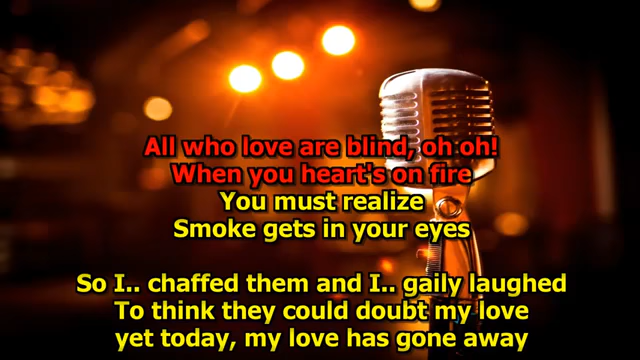 All who love are blind, oh oh!
When you heart's on fire
You must realize
Smoke gets in your eyes
So I.. chaffed them and I.. gaily laughed
To think they could doubt my love
yet today, my love has gone away